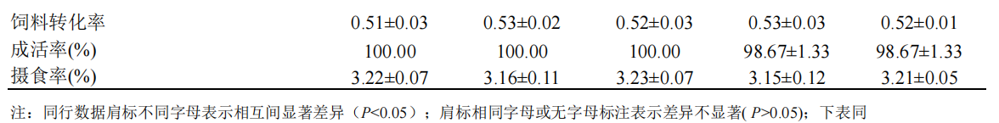 饲料转化率 0.51±0.03 0.53±0.02 0.52±0.03 0.53±0.03 0.52±0.01
成活率(%) 100.00 100.00 100.00 98.67±1.33 98.67±1.33
摄食率(%) 3.22±0.07 3.16±0.11 3.23±0.07 3.15±0.12 3.21±0.05
注：同行数据肩标不同字母表示相互间显著差异（P<0.05）；肩标相同字母或无字母标注表示差异不显著( P>0.05)；下表同